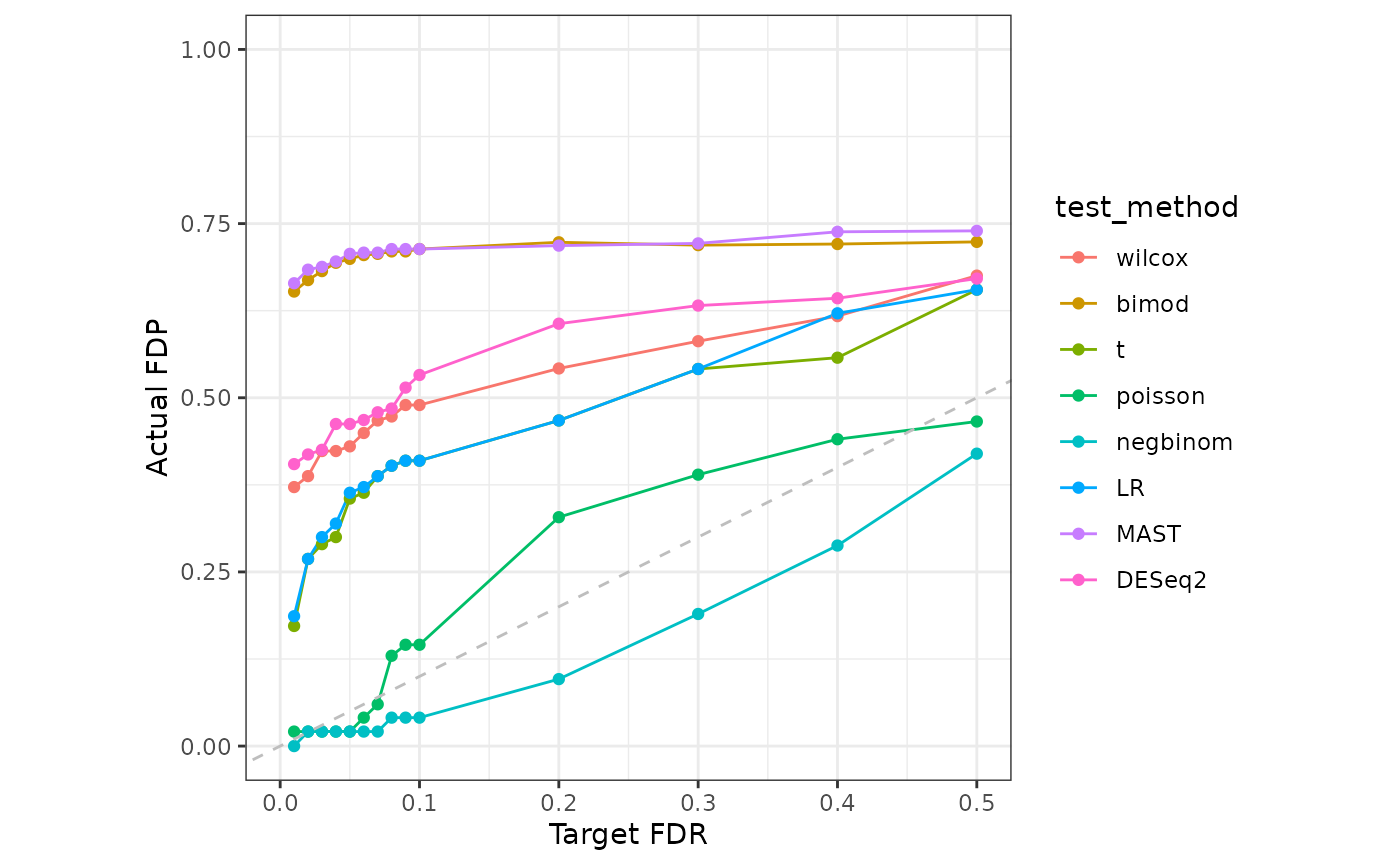 1.00
0.75
0.50
0.25
0.00
Actual FDP
0.0 0.1 0.2 0.3 0.4 0.5
Target FDR
test_method
wilcox
bimod
t
poisson
negbinom
LR
MAST
DESeq2